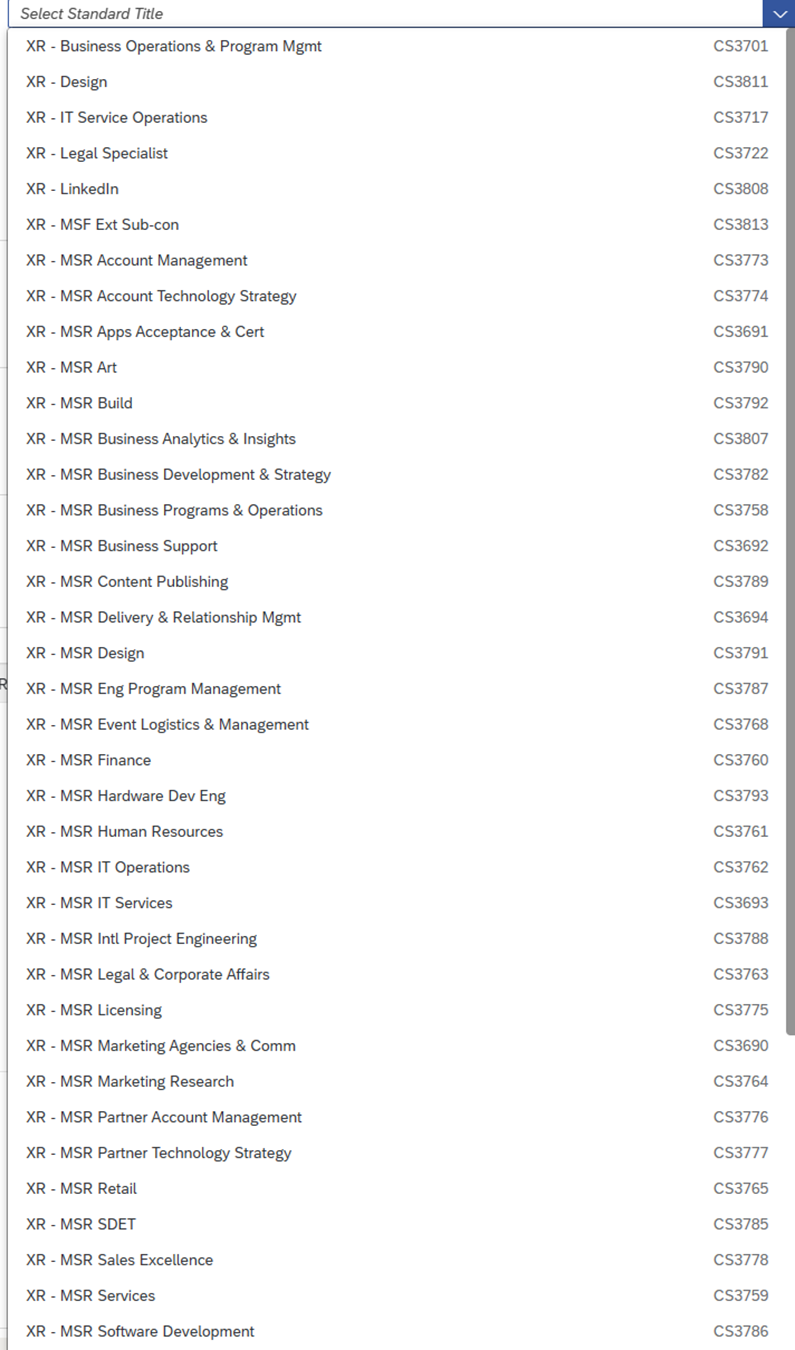 Select Standard Title
XR - Business Operations & Program Mgmt CS3701
XR - Design CS3811
XR - IT Service Operations CS3717
XR - Legal Specialist CS3722
XR - LinkedIn CS3808
XR - MSF Ext Sub-con CS3813
XR - MSR Account Management CS3773
XR - MSR Account Technology Strategy CS3774
XR - MSR Apps Acceptance & Cert CS3691
XR - MSR Art CS3790
XR - MSR Build CS3792
XR - MSR Business Analytics & Insights CS3807
XR - MSR Business Development & Strategy CS3782
XR - MSR Business Programs & Operations CS3758
XR - MSR Business Support CS3692
XR - MSR Content Publishing CS3789
XR - MSR Delivery & Relationship Mgmt CS3694
XR - MSR Design CS3791
XR - MSR Eng Program Management CS3787
XR - MSR Event Logistics & Management CS3768
XR - MSR Finance CS3760
XR - MSR Hardware Dev Eng CS3793
XR - MSR Human Resources CS3761
XR - MSR IT Operations CS3762
XR - MSR IT Services CS3693
XR - MSR Intl Project Engineering CS3788
XR - MSR Legal & Corporate Affairs CS3763
XR - MSR Licensing CS3775
XR - MSR Marketing Agencies & Comm CS3690
XR - MSR Marketing Research CS3764
XR - MSR Partner Account Management CS3776
XR - MSR Partner Technology Strategy CS3777
XR - MSR Retail CS3765
XR - MSR SDET CS3785
XR - MSR Sales Excellence CS3778
XR - MSR Services CS3759
XR - MSR Software Development CS3786